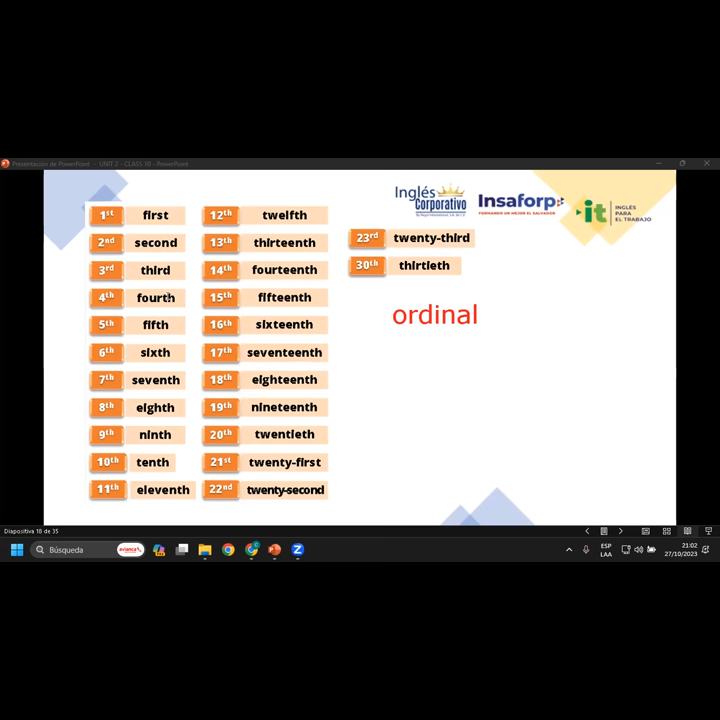 Presentación de PowerPoint - UNIT 2 - CLASS 10 - PowerPoint
Inglés
Corporativo
Insaforp
FORMANDO UN MEJOR EL SALVADOR
it
INGLÉS
PARA
EL TRABAJO
1st first
2nd second
3rd third
4th fourth
5th fifth
6th sixth
7th seventh
8th eighth
9th ninth
10th tenth
11th eleventh
12th twelfth
13th thirteenth
14th fourteenth
15th fifteenth
16th sixteenth
17th seventeenth
18th eighteenth
19th nineteenth
20th twentieth
21st twenty-first
22nd twenty-second
23rd twenty-third
30th thirtieth
ordinal
Diapositiva 18 de 35
Búsqueda
avianca
ESP
LAA
21:02
27/10/2023